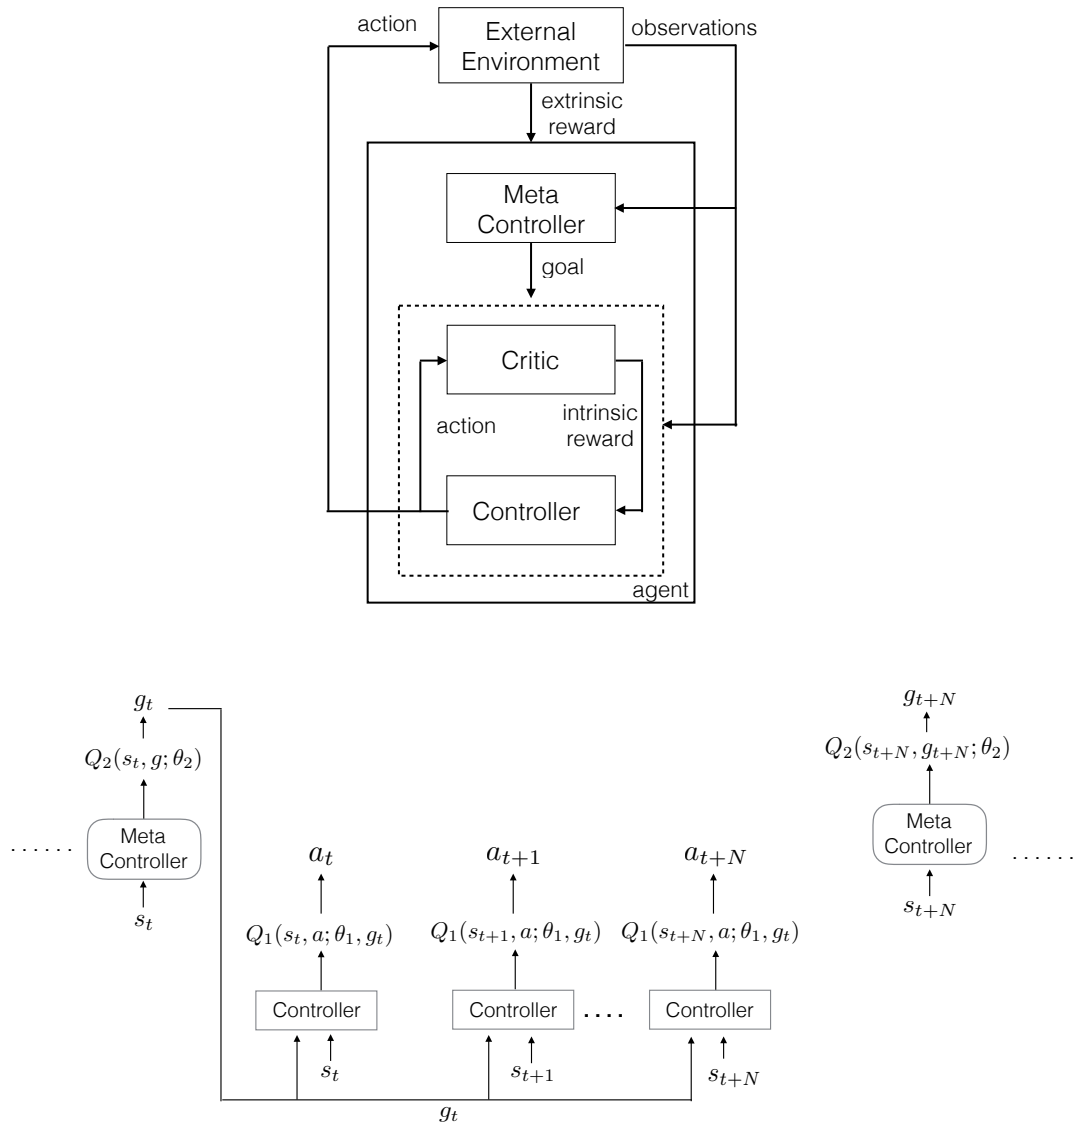 action
External
Environment
observations
extrinsic
reward
Meta
Controller
goal
Critic
action
intrinsic
reward
Controller
agent
g_t
Q_2(s_t, g; θ_2)
Meta
Controller
......
s_t
g_{t+N}
Q_2(s_{t+N}, g_{t+N}; θ_2)
Meta
Controller
......
s_{t+N}
a_t
a_{t+1}
a_{t+N}
Q_1(s_t, a; θ_1, g_t)
Q_1(s_{t+1}, a; θ_1, g_t)
Q_1(s_{t+N}, a; θ_1, g_t)
Controller
Controller
....
Controller
s_t
s_{t+1}
s_{t+N}
g_t